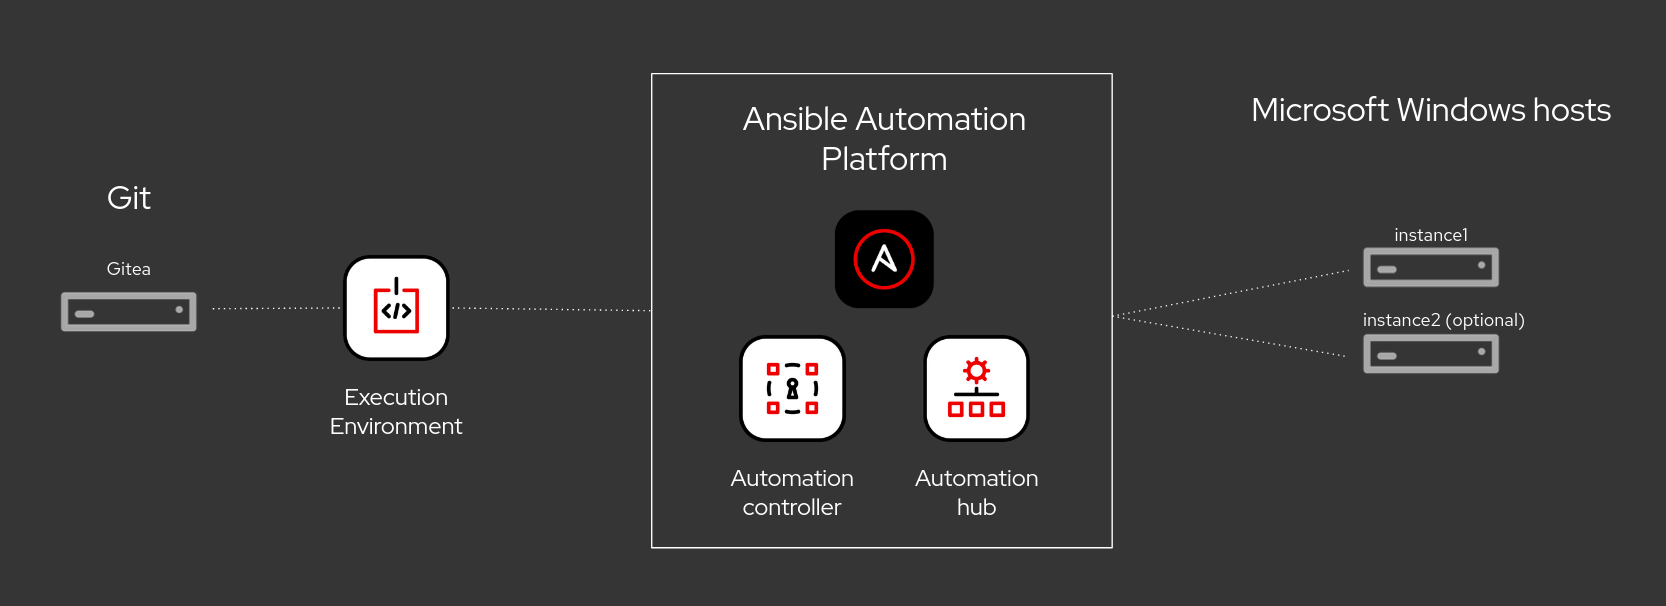 Git
Gitea
Execution
Environment
Ansible Automation
Platform
Automation
controller
Automation
hub
Microsoft Windows hosts
instance1
instance2 (optional)